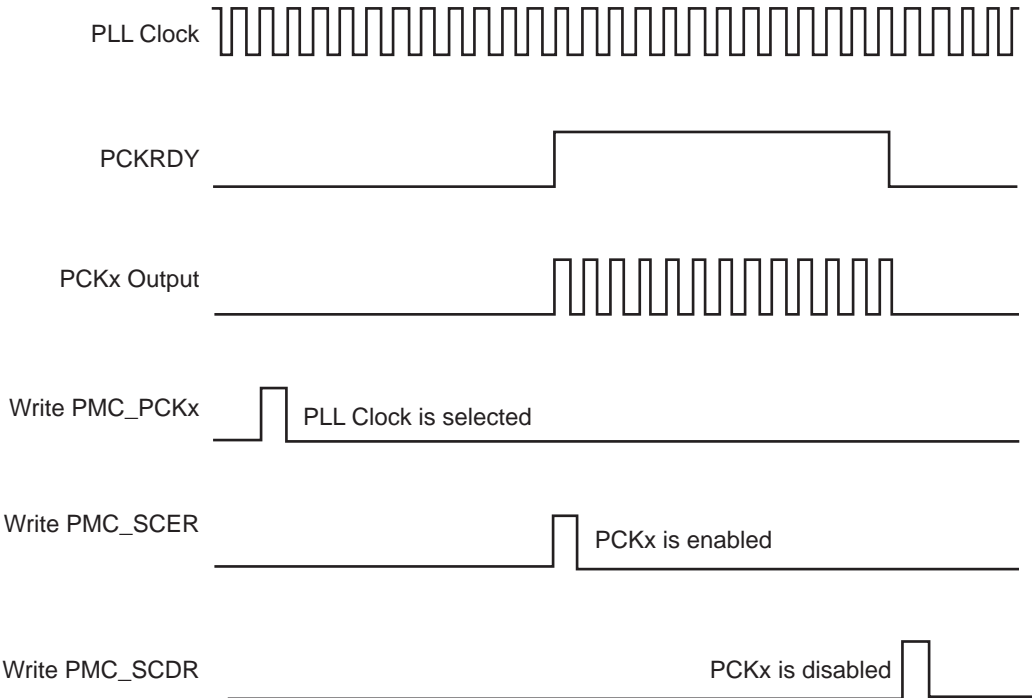 PLL Clock
PCKRDY
PCKx Output
Write PMC_PCKx
PLL Clock is selected
Write PMC_SCER
PCKx is enabled
Write PMC_SCDR
PCKx is disabled